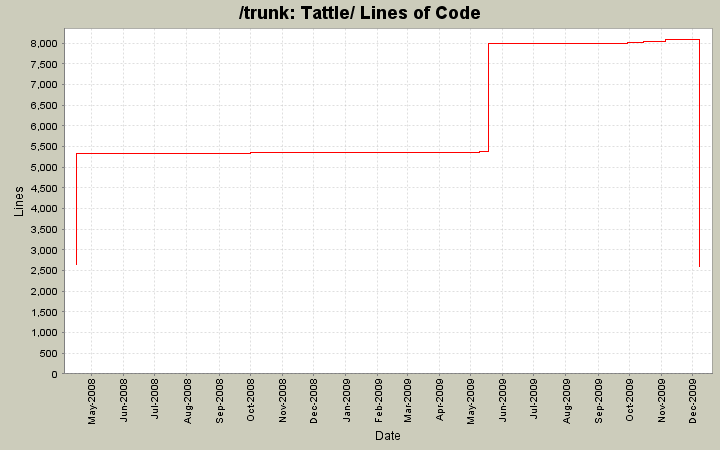 /trunk: Tattle/ Lines of Code
8,000
7,500
7,000
6,500
6,000
5,500
5,000
4,500
4,000
3,500
3,000
2,500
2,000
1,500
1,000
500
0
Lines
May-2008
Jun-2008
Jul-2008
Aug-2008
Sep-2008
Oct-2008
Nov-2008
Dec-2008
Jan-2009
Feb-2009
Mar-2009
Apr-2009
May-2009
Jun-2009
Jul-2009
Aug-2009
Sep-2009
Oct-2009
Nov-2009
Dec-2009
Date